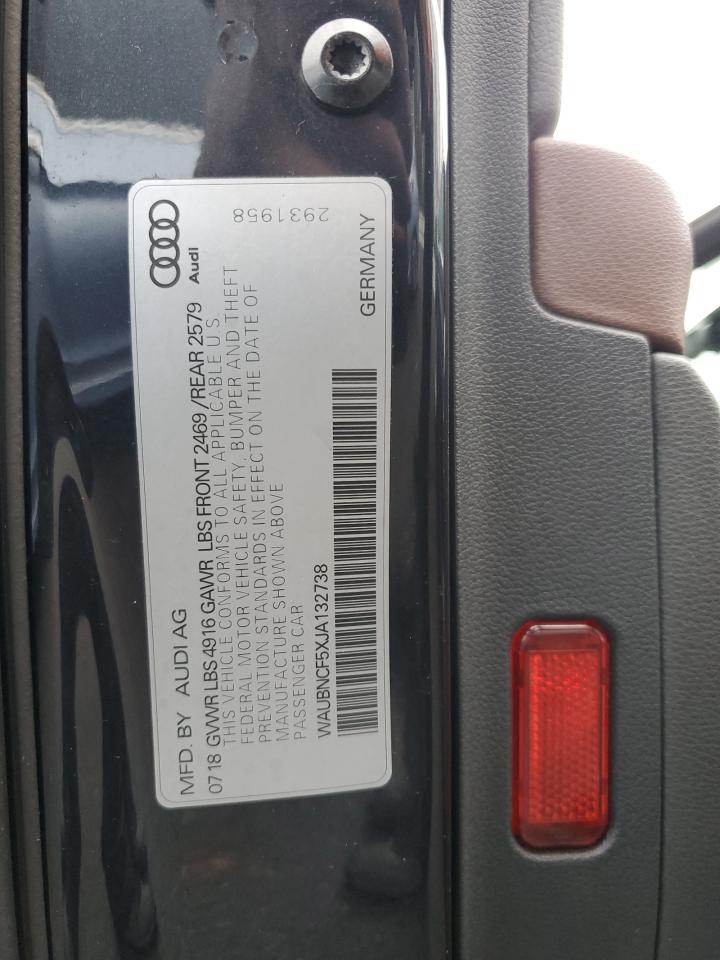 MFD. BY AUDI AG
Audi
07 18 GVWR LBS 4916 GAWR LBS FRONT 2469 /REAR 2579
THIS VEHICLE CONFORMS TO ALL APPLICABLE U.S.
FEDERAL MOTOR VEHICLE SAFETY, BUMPER AND THEFT
PREVENTION STANDARDS IN EFFECT ON THE DATE OF
MANUFACTURE SHOWN ABOVE
PASSENGER CAR
2931958
WAUBNCF5XJA132738
GERMANY